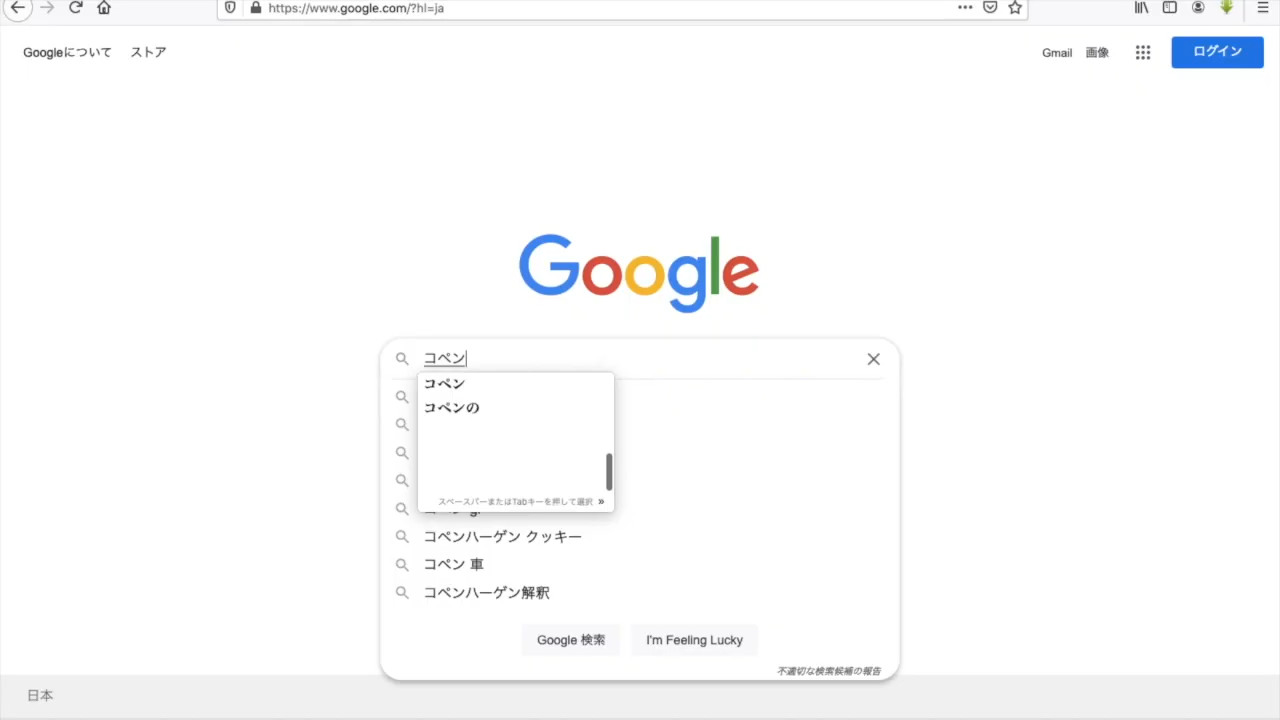 https://www.google.com/?hl=ja
Googleについて ストア
Gmail 画像 ログイン
Google
コペン
コペン
コペンの
スペースバーまたはTabキーを押して選択 »
コペンハーゲン クッキー
コペン 車
コペンハーゲン解釈
Google 検索 I'm Feeling Lucky
不適切な検索候補の報告
日本